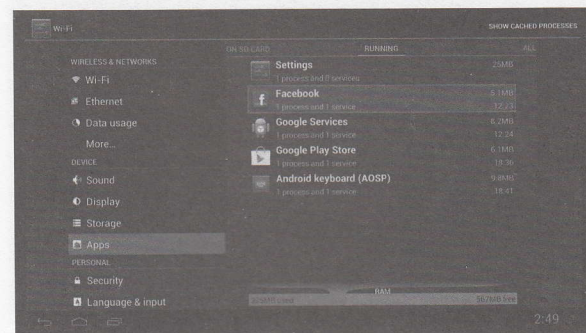 Wi-Fi
SHOW CACHED PROCESSES
WIRELESS & NETWORKS
Wi-Fi
Ethernet
Data usage
More...
DEVICE
Sound
Display
Storage
Apps
PERSONAL
Security
Language & input
ON SD CARD
RUNNING
ALL
Settings
25MB
1 process and 0 services
Facebook
5.1MB
1 process and 1 service
12:23
Google Services
8.2MB
1 process and 1 service
12:24
Google Play Store
6.1MB
1 process and 1 service
18:36
Android keyboard (AOSP)
9.8MB
1 process and 1 service
18:41
RAM
2:49